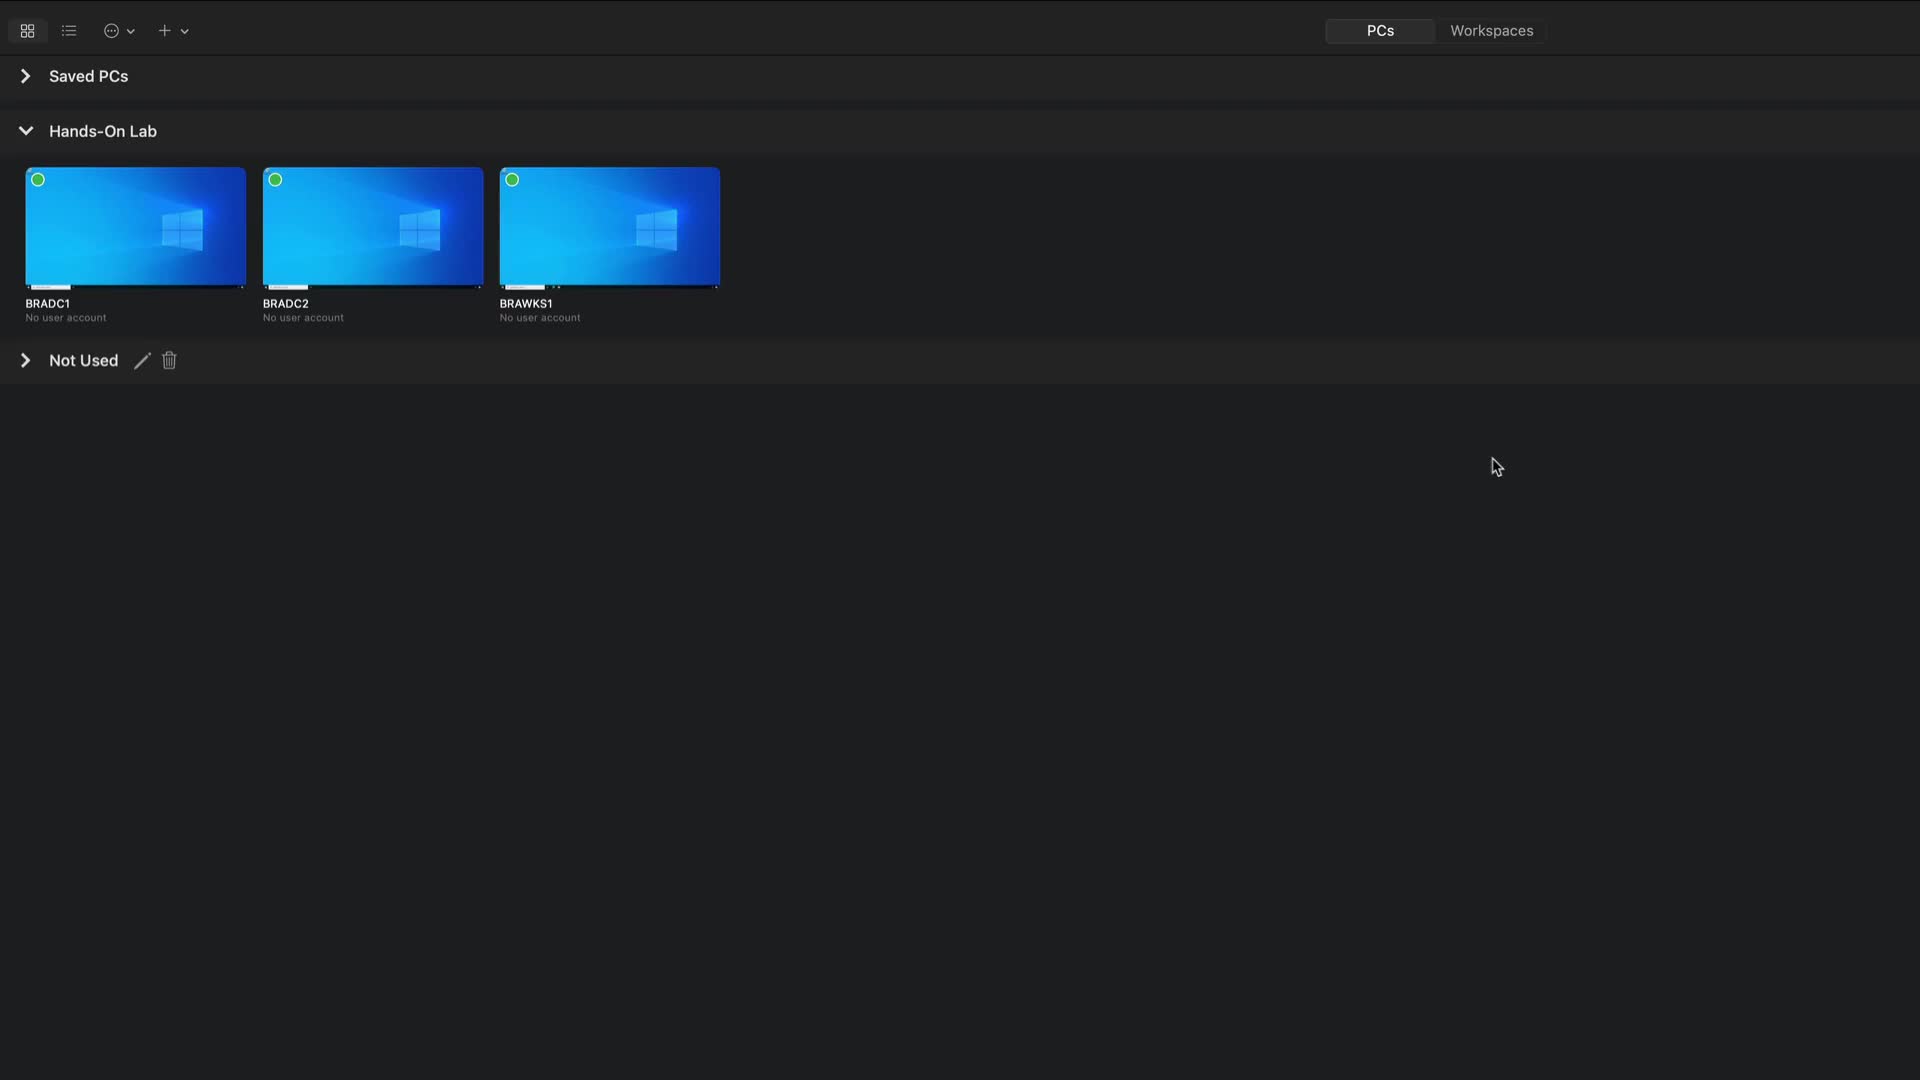 PCs
Workspaces
Saved PCs
Hands-On Lab
BRADC1
No user account
BRADC2
No user account
BRAWKS1
No user account
Not Used